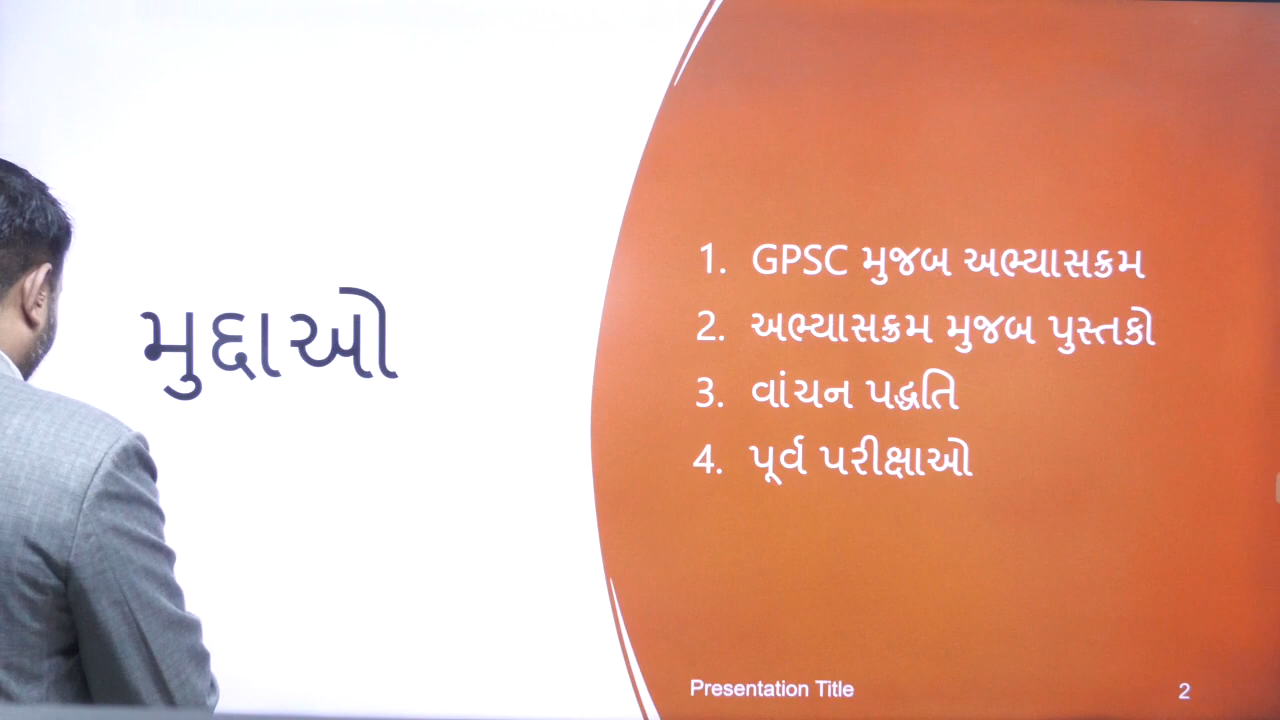 મુદ્દાઓ
1. GPSC મુજબ અભ્યાસક્રમ
2. અભ્યાસક્રમ મુજબ પુસ્તકો
3. વાંચન પદ્ધતિ
4. પૂર્વ પરીક્ષાઓ
Presentation Title
2